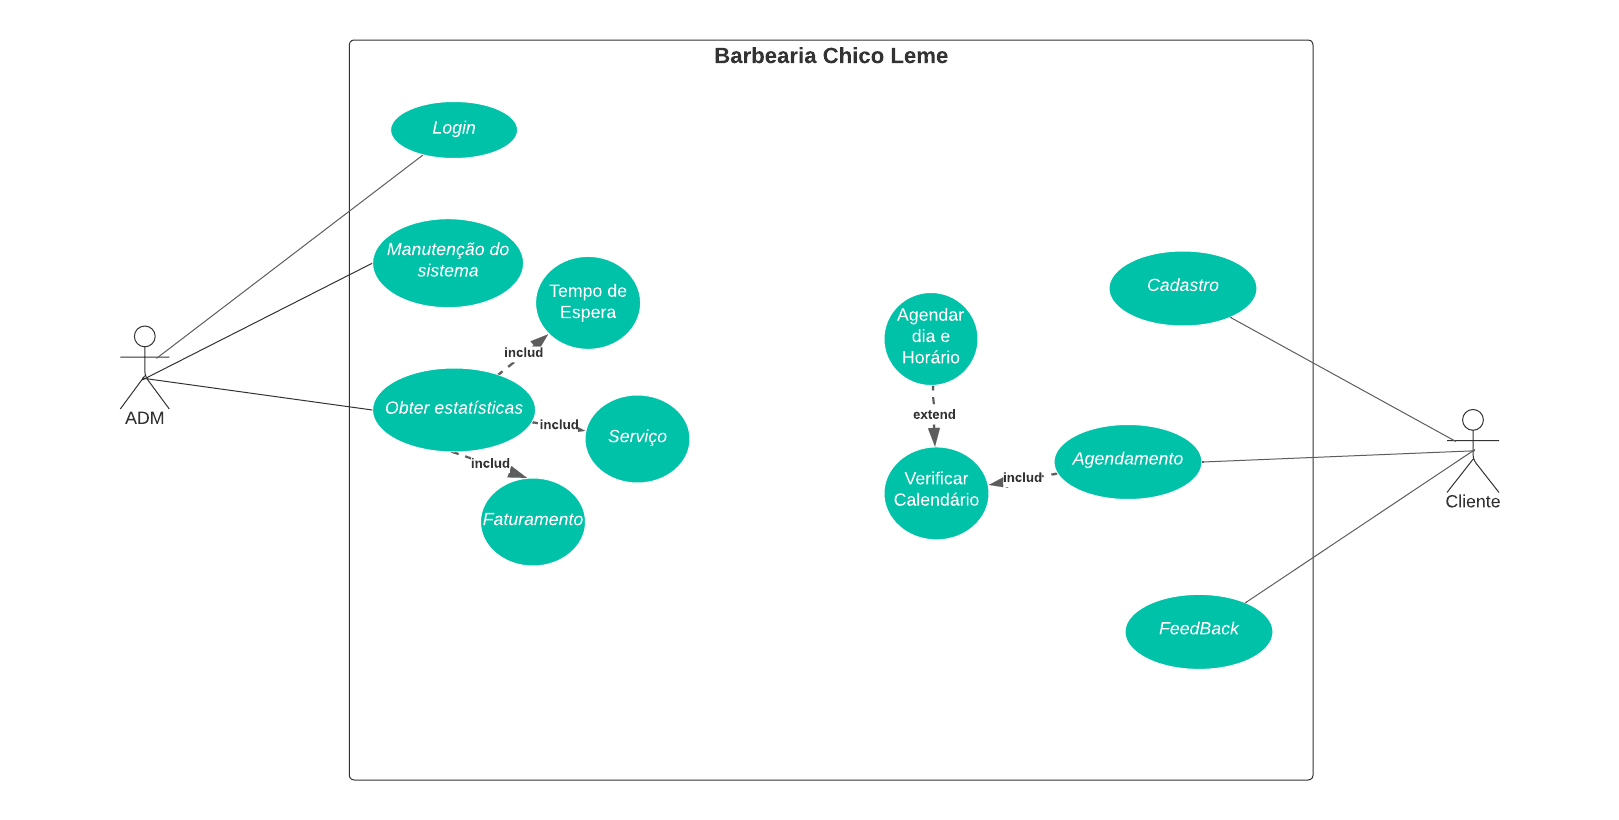 Barbearia Chico Leme
Login
Manutenção do
sistema
Tempo de
Espera
includ
Obter estatísticas
includ
Serviço
includ
Faturamento
ADM
Agendar
dia e
Horário
extend
Verificar
Calendário
includ
Agendamento
Cadastro
FeedBack
Cliente